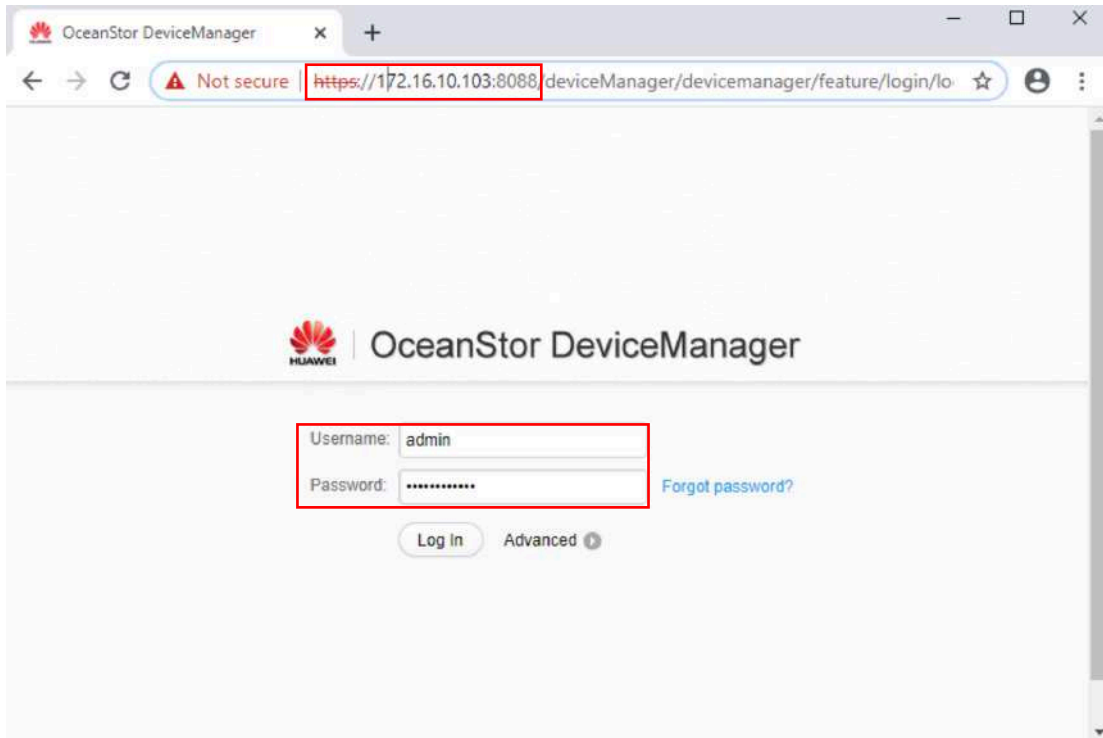 OceanStor DeviceManager
Not secure | https://172.16.10.103:8088/deviceManager/devicemanager/feature/login/lo
HUAWEI
OceanStor DeviceManager
Username: admin
Password: ••••••••••••
Forgot password?
Log In Advanced